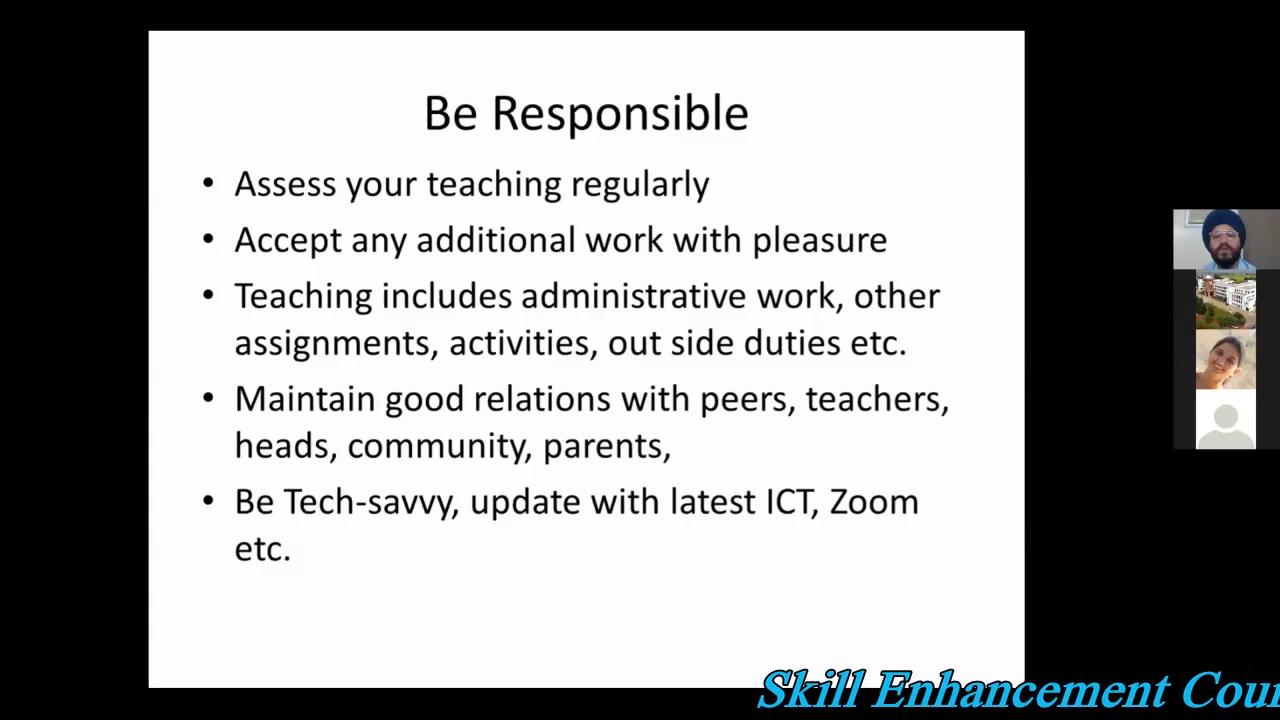 Be Responsible
• Assess your teaching regularly
• Accept any additional work with pleasure
• Teaching includes administrative work, other
assignments, activities, out side duties etc.
• Maintain good relations with peers, teachers,
heads, community, parents,
• Be Tech-savvy, update with latest ICT, Zoom
etc.
Skill Enhancement Cour